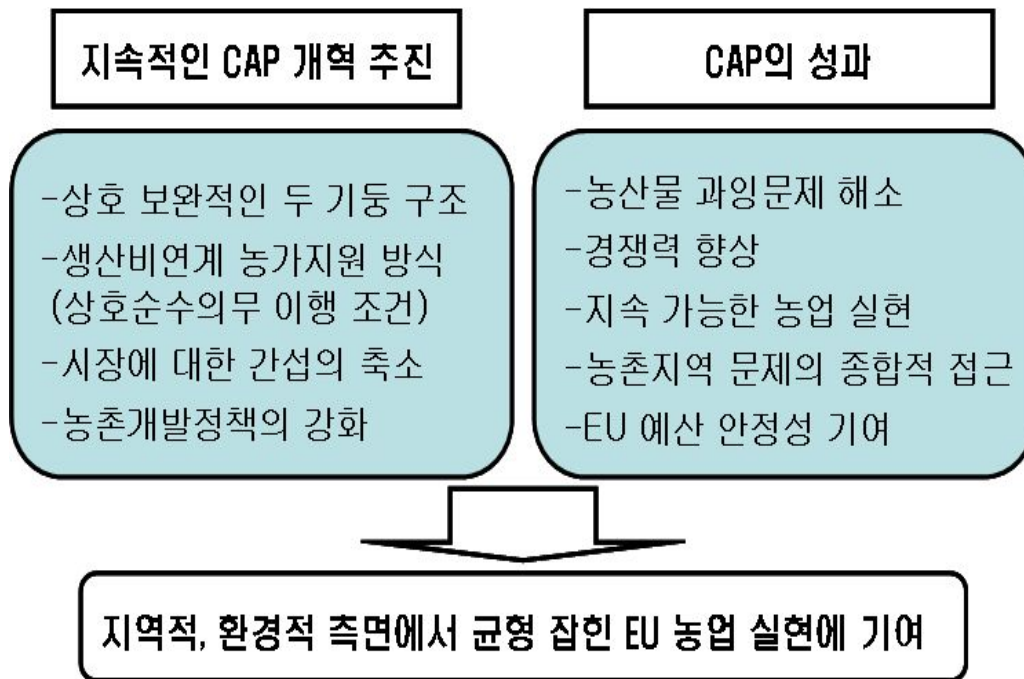 지속적인 CAP 개혁 추진
CAP의 성과
-상호 보완적인 두 기둥 구조
-생산비연계 농가지원 방식
(상호순수의무 이행 조건)
-시장에 대한 간섭의 축소
-농촌개발정책의 강화
-농산물 과잉문제 해소
-경쟁력 향상
-지속 가능한 농업 실현
-농촌지역 문제의 종합적 접근
-EU 예산 안정성 기여
지역적, 환경적 측면에서 균형 잡힌 EU 농업 실현에 기여